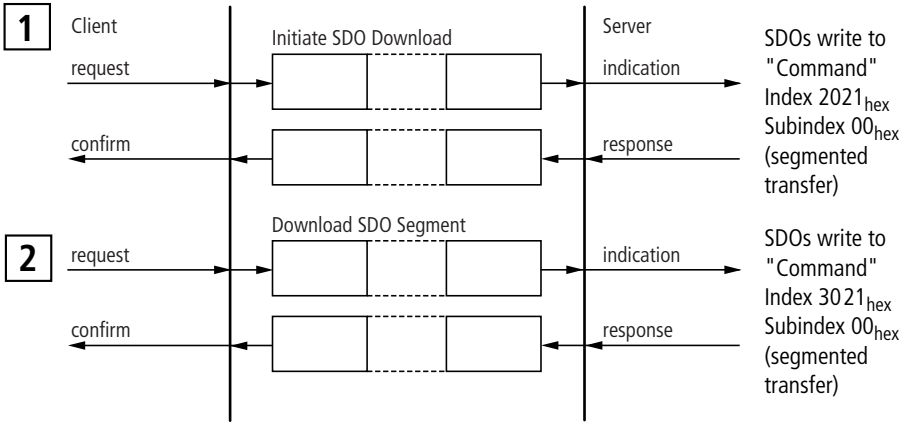 1
Client
Server
Initiate SDO Download
request
indication
confirm
response
SDOs write to
"Command"
Index 2021hex
Subindex 00hex
(segmented
transfer)
2
Download SDO Segment
request
indication
confirm
response
SDOs write to
"Command"
Index 3021hex
Subindex 00hex
(segmented
transfer)